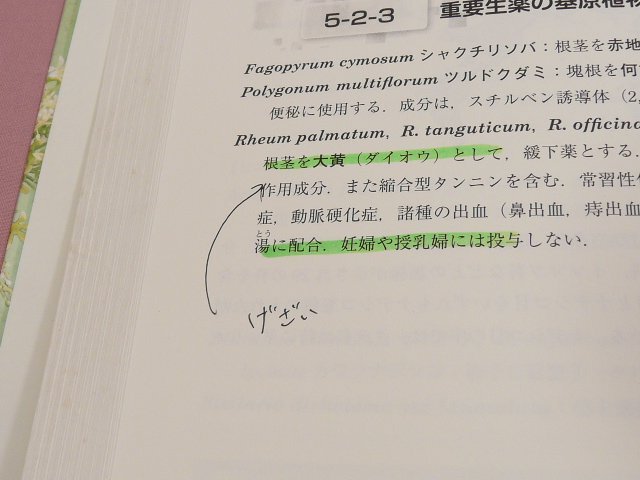 5-2-3 重要生薬の基原植物
Fagopyrum cymosum シャクチリソバ：根茎を赤地
Polygonum multiflorum ツルドクダミ：塊根を何
便秘に使用する．成分は，スチルベン誘導体（2,
Rheum palmatum, R. tanguticum, R. officina
根茎を大黄（ダイオウ）として，緩下薬とする．
作用成分．また縮合型タンニンを含む．常習性
症，動脈硬化症，諸種の出血（鼻出血，痔出血
とう
湯に配合．妊婦や授乳婦には投与しない．
げざい